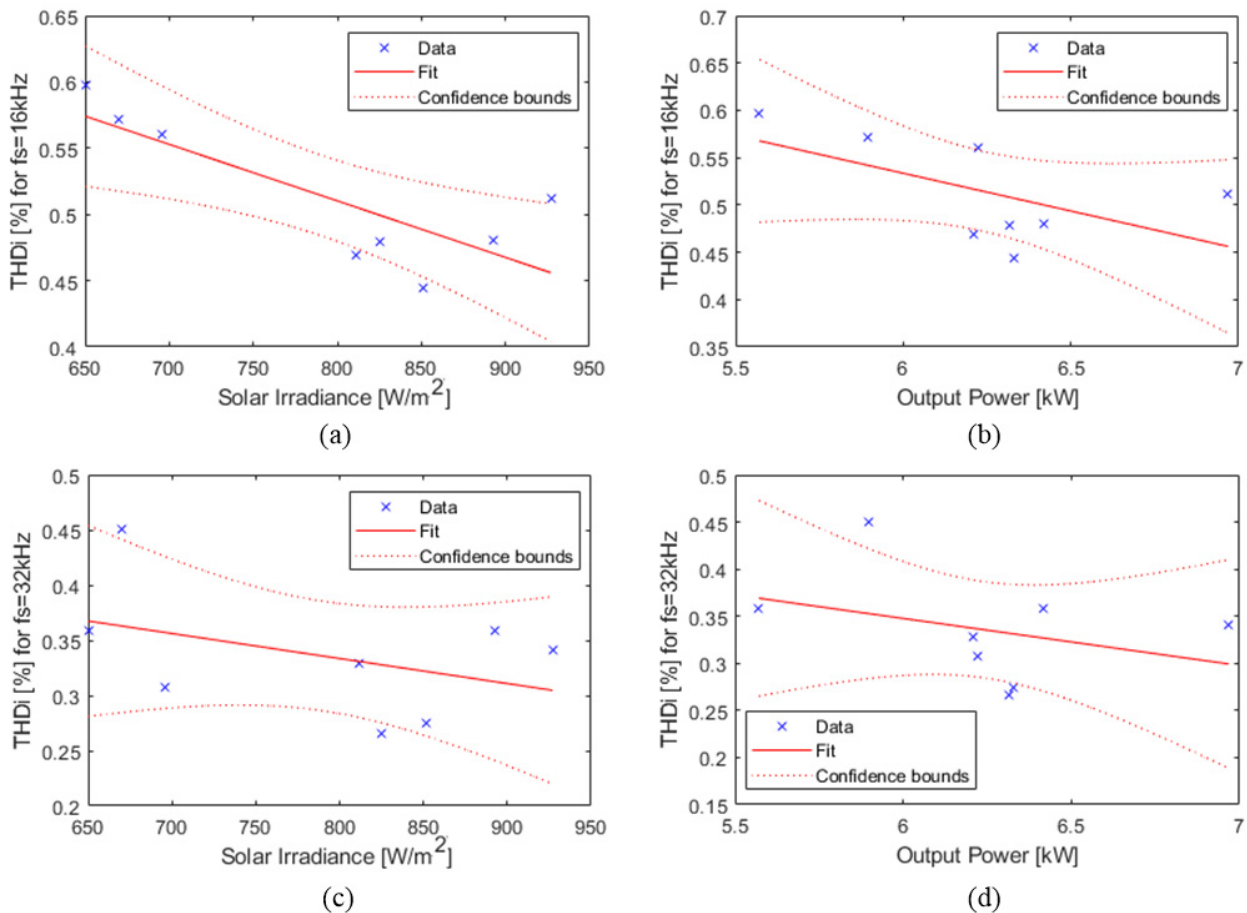 0.65
0.6
0.55
0.5
0.45
0.4
650 700 750 800 850 900 950
THDi [%] for fs=16kHz
Solar Irradiance [W/m²]
Data
Fit
Confidence bounds
(a)
0.7
0.65
0.6
0.55
0.5
0.45
0.4
0.35
5.5 6 6.5 7
THDi [%] for fs=16kHz
Output Power [kW]
Data
Fit
Confidence bounds
(b)
0.5
0.45
0.4
0.35
0.3
0.25
0.2
650 700 750 800 850 900 950
THDi [%] for fs=32kHz
Solar Irradiance [W/m²]
Data
Fit
Confidence bounds
(c)
0.5
0.45
0.4
0.35
0.3
0.25
0.2
0.15
5.5 6 6.5 7
THDi [%] for fs=32kHz
Output Power [kW]
Data
Fit
Confidence bounds
(d)